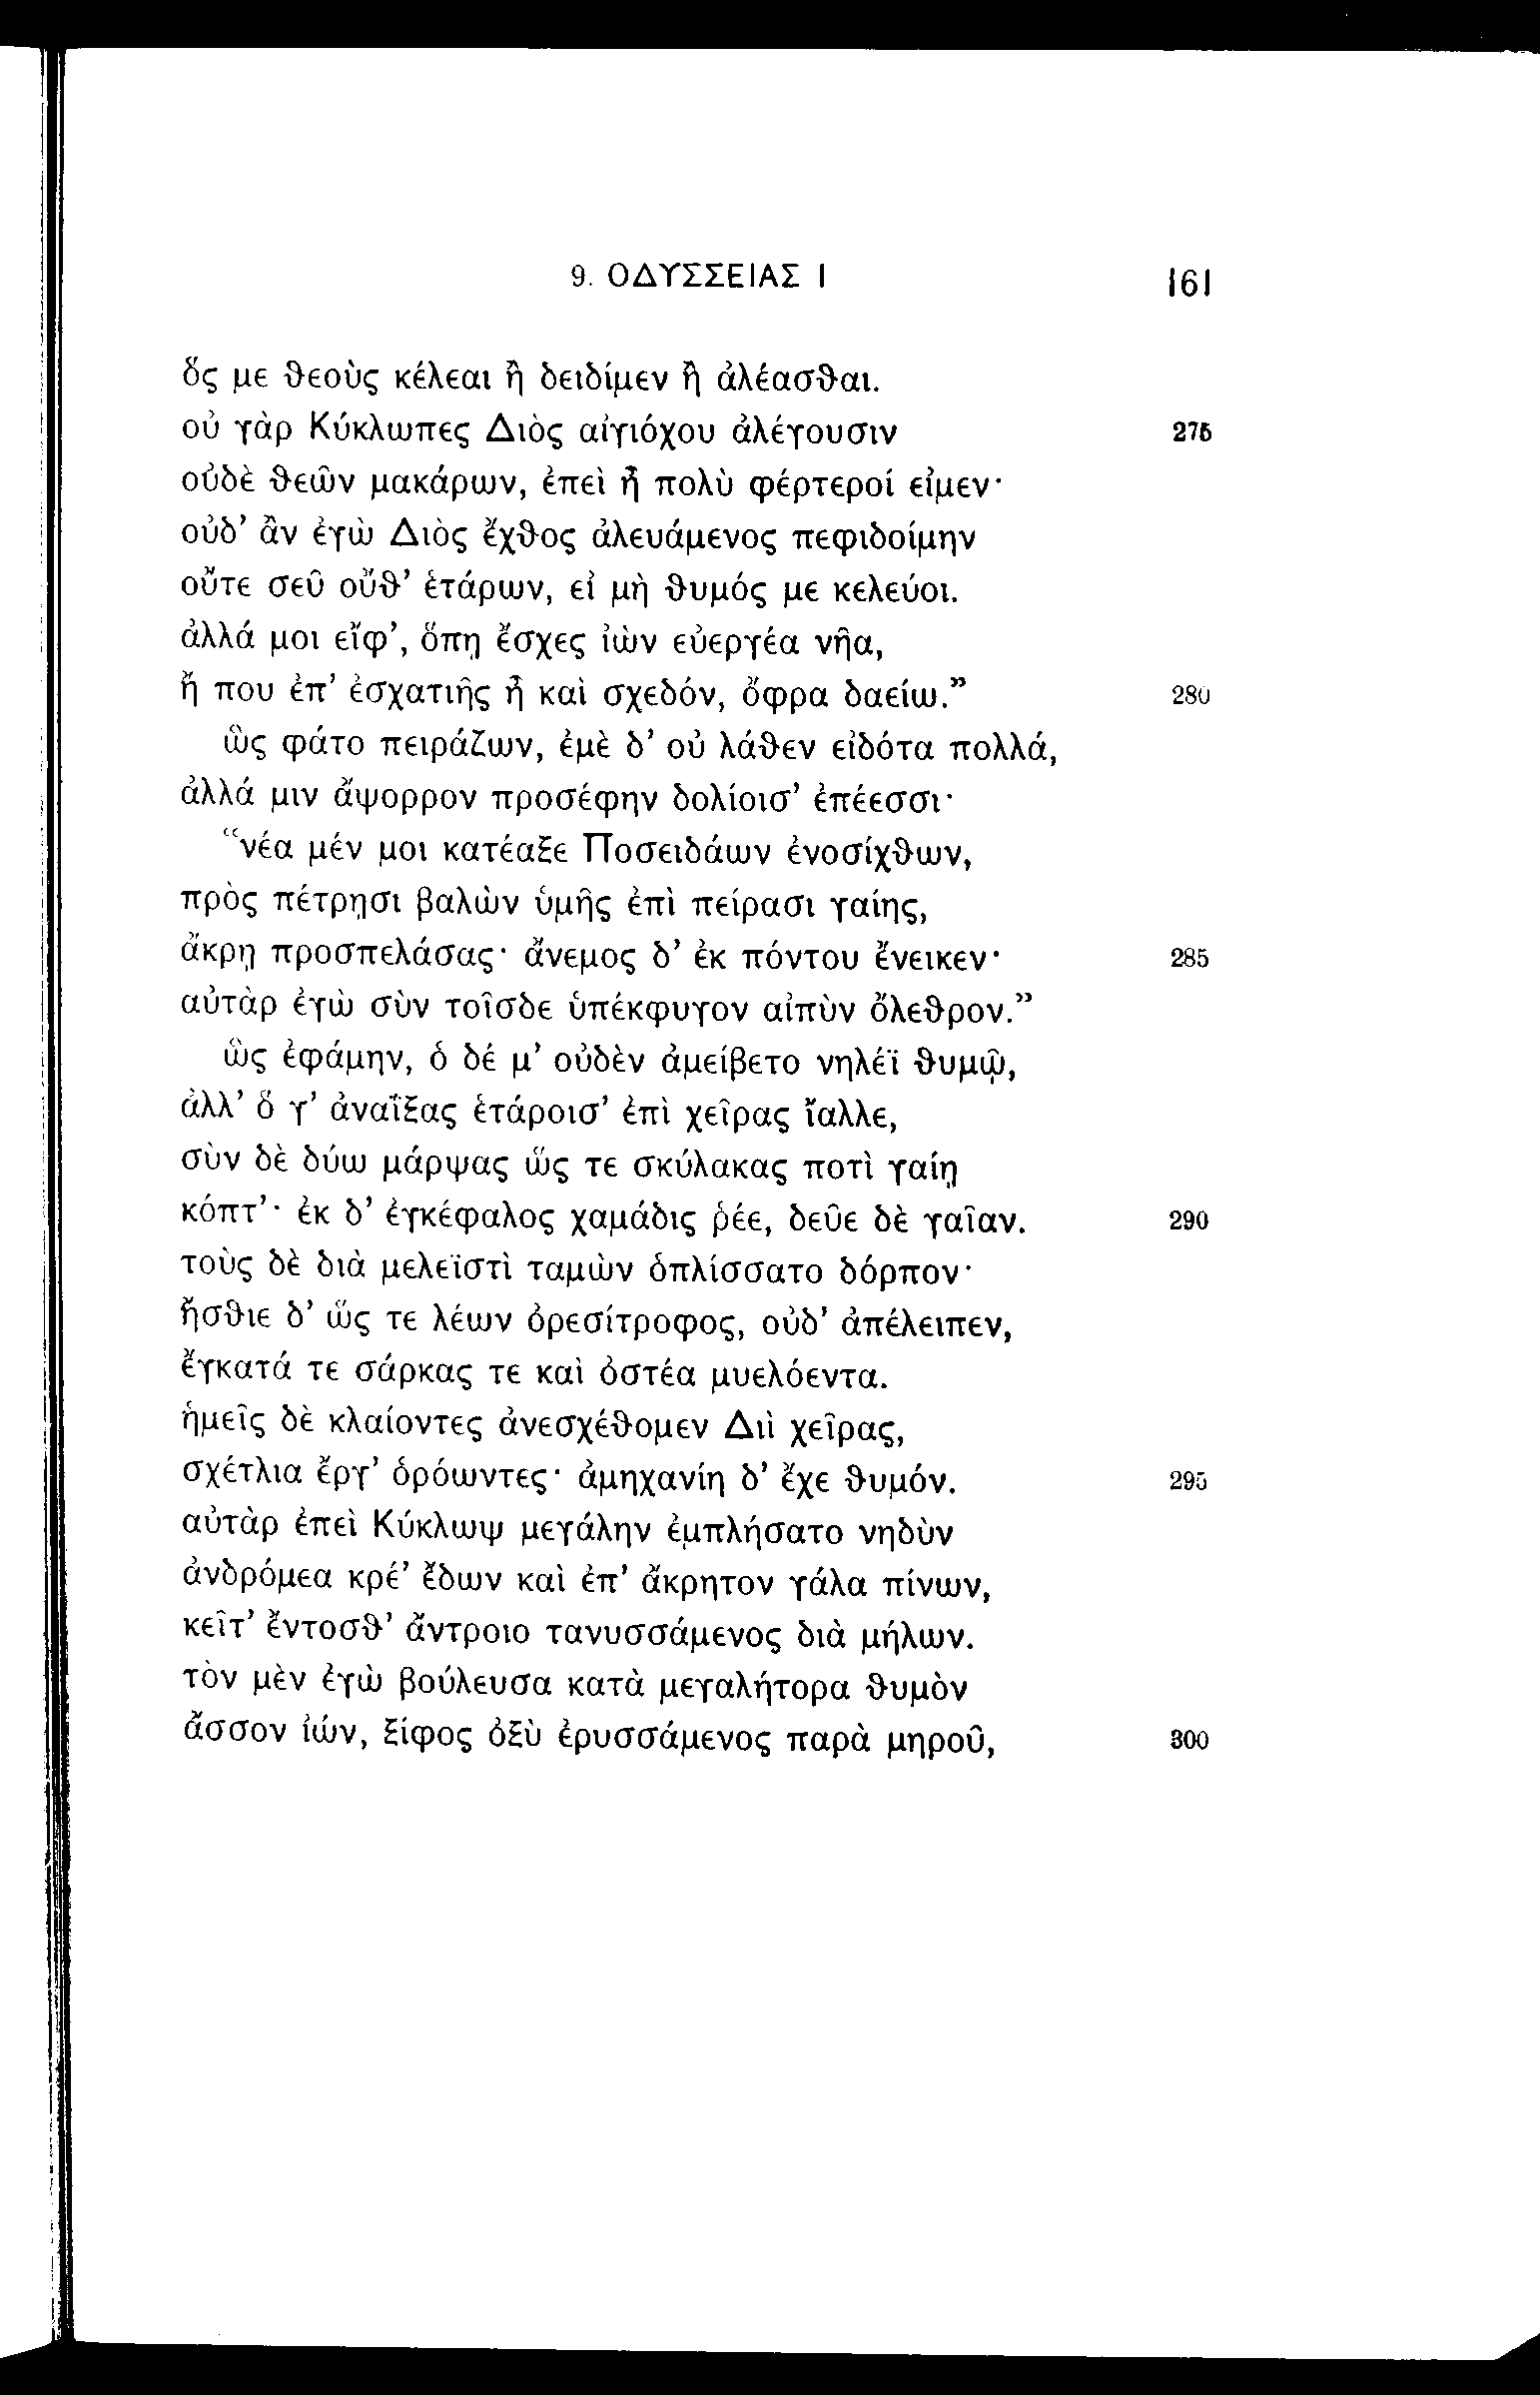 9. ΟΔΥΣΣΕΙΑΣ Ι 161
ὅς με θεοὺς κέλεαι ἢ δειδίμεν ἢ ἀλέασθαι.
οὐ γὰρ Κύκλωπες Διὸς αἰγιόχου ἀλέγουσιν 275
οὐδὲ θεῶν μακάρων, ἐπεὶ ἦ πολὺ φέρτεροί εἰμεν·
οὐδ’ ἂν ἐγὼ Διὸς ἔχθος ἀλευάμενος πεφιδοίμην
οὔτε σεῦ οὔθ’ ἑτάρων, εἰ μὴ θυμός με κελεύοι.
ἀλλά μοι εἴφ’, ὅπῃ ἔσχες ἰὼν εὐεργέα νῆα,
ἤ που ἐπ’ ἐσχατιῆς ἦ καὶ σχεδόν, ὄφρα δαείω.” 280
ὣς φάτο πειράζων, ἐμὲ δ’ οὐ λάθεν εἰδότα πολλά,
ἀλλά μιν ἄψορρον προσέφην δολίοισ’ ἐπέεσσι·
“νέα μέν μοι κατέαξε Ποσειδάων ἐνοσίχθων,
πρὸς πέτρῃσι βαλὼν ὑμῆς ἐπὶ πείρασι γαίης,
ἄκρῃ προσπελάσας· ἄνεμος δ’ ἐκ πόντου ἔνεικεν· 285
αὐτὰρ ἐγὼ σὺν τοῖσδε ὑπέκφυγον αἰπὺν ὄλεθρον.”
ὣς ἐφάμην, ὁ δέ μ’ οὐδὲν ἀμείβετο νηλέϊ θυμῷ,
ἀλλ’ ὅ γ’ ἀναΐξας ἑτάροισ’ ἐπὶ χεῖρας ἴαλλε,
σὺν δὲ δύω μάρψας ὥς τε σκύλακας ποτὶ γαίῃ
κόπτ’· ἐκ δ’ ἐγκέφαλος χαμάδις ῥέε, δεῦε δὲ γαῖαν. 290
τοὺς δὲ διὰ μελεϊστὶ ταμὼν ὁπλίσσατο δόρπον·
ἤσθιε δ’ ὥς τε λέων ὀρεσίτροφος, οὐδ’ ἀπέλειπεν,
ἔγκατά τε σάρκας τε καὶ ὀστέα μυελόεντα.
ἡμεῖς δὲ κλαίοντες ἀνεσχέθομεν Διὶ χεῖρας,
σχέτλια ἔργ’ ὁρόωντες· ἀμηχανίη δ’ ἔχε θυμόν. 295
αὐτὰρ ἐπεὶ Κύκλωψ μεγάλην ἐμπλήσατο νηδὺν
ἀνδρόμεα κρέ’ ἔδων καὶ ἐπ’ ἄκρητον γάλα πίνων,
κεῖτ’ ἔντοσθ’ ἄντροιο τανυσσάμενος διὰ μήλων.
τὸν μὲν ἐγὼ βούλευσα κατὰ μεγαλήτορα θυμὸν
ἄσσον ἰών, ξίφος ὀξὺ ἐρυσσάμενος παρὰ μηροῦ, 300